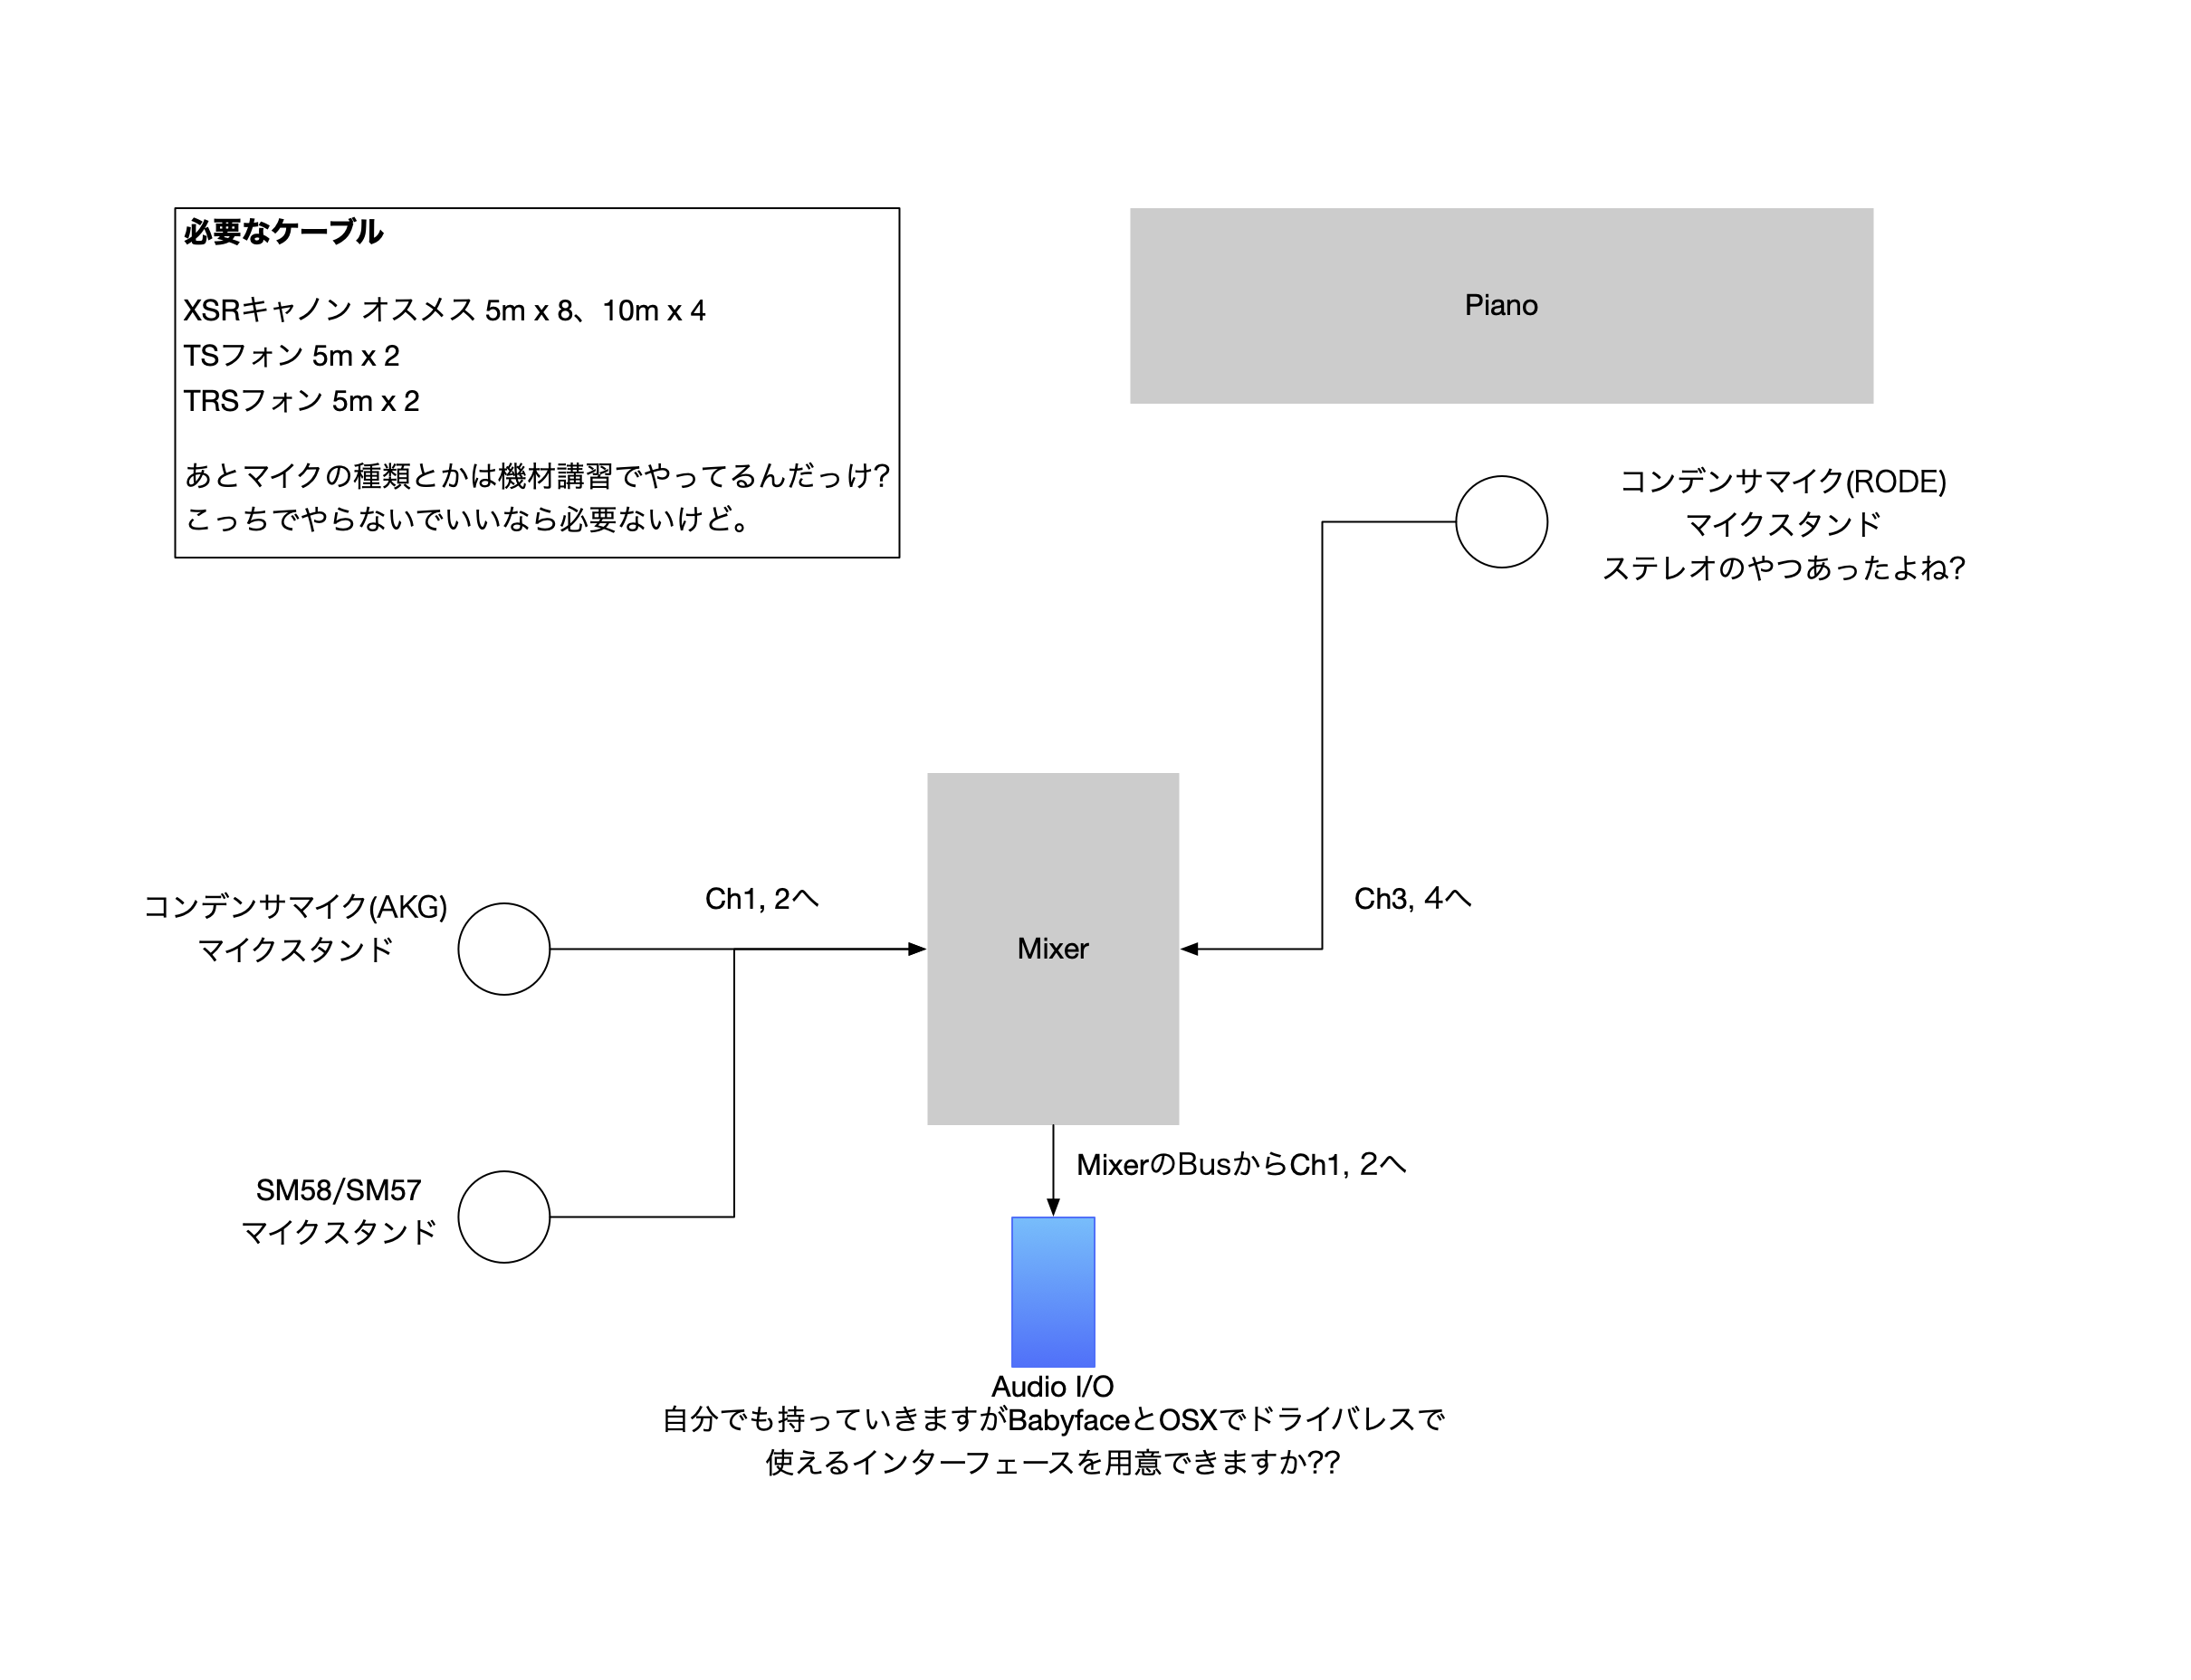 必要なケーブル
XSRキャノン オスメス 5m x 8、10m x 4
TSフォン 5m x 2
TRSフォン 5m x 2
あとマイクの種類とかは機材講習でやってるんだっけ?
こっちでやらないでいいなら必要ないけど。
Piano
コンデンサマイク(RODE)
マイクスタンド
ステレオのやつあったよね?
コンデンサマイク(AKG)
マイクスタンド
Ch1, 2へ
Mixer
Ch3, 4へ
SM58/SM57
マイクスタンド
MixerのBusからCh1, 2へ
Audio I/O
自分でも持っていきますがBabyfaceとOSXでドライバレスで
使えるインターフェースを用意できますか??